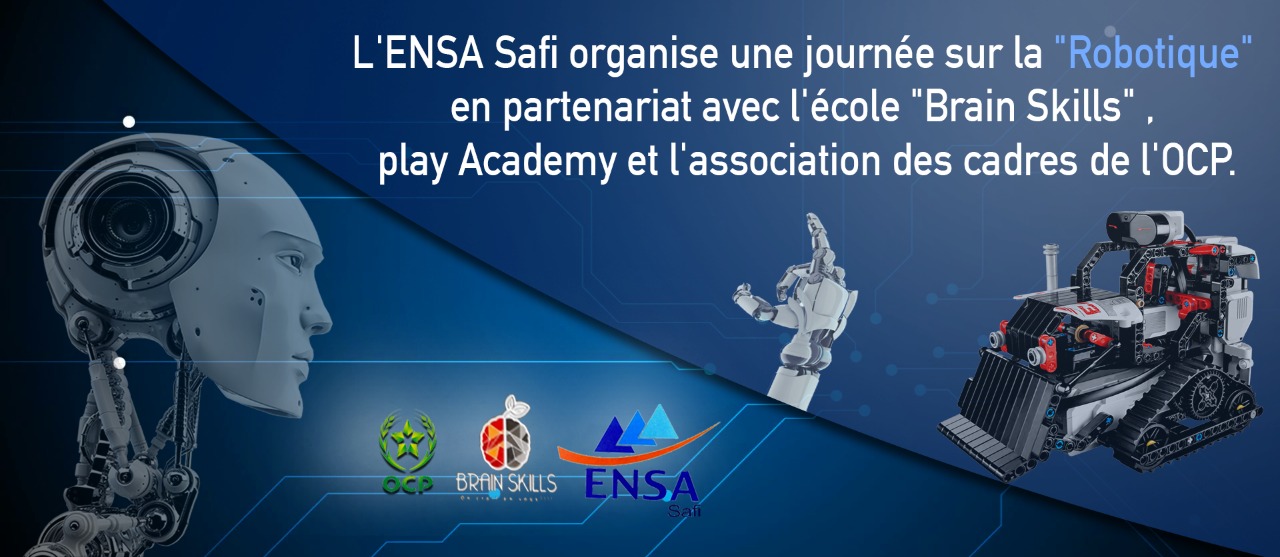 L'ENSA Safi organise une journée sur la "Robotique"
en partenariat avec l'école "Brain Skills" ,
play Academy et l'association des cadres de l'OCP.
OCP
BRAIN SKILLS
ENSA
Safi